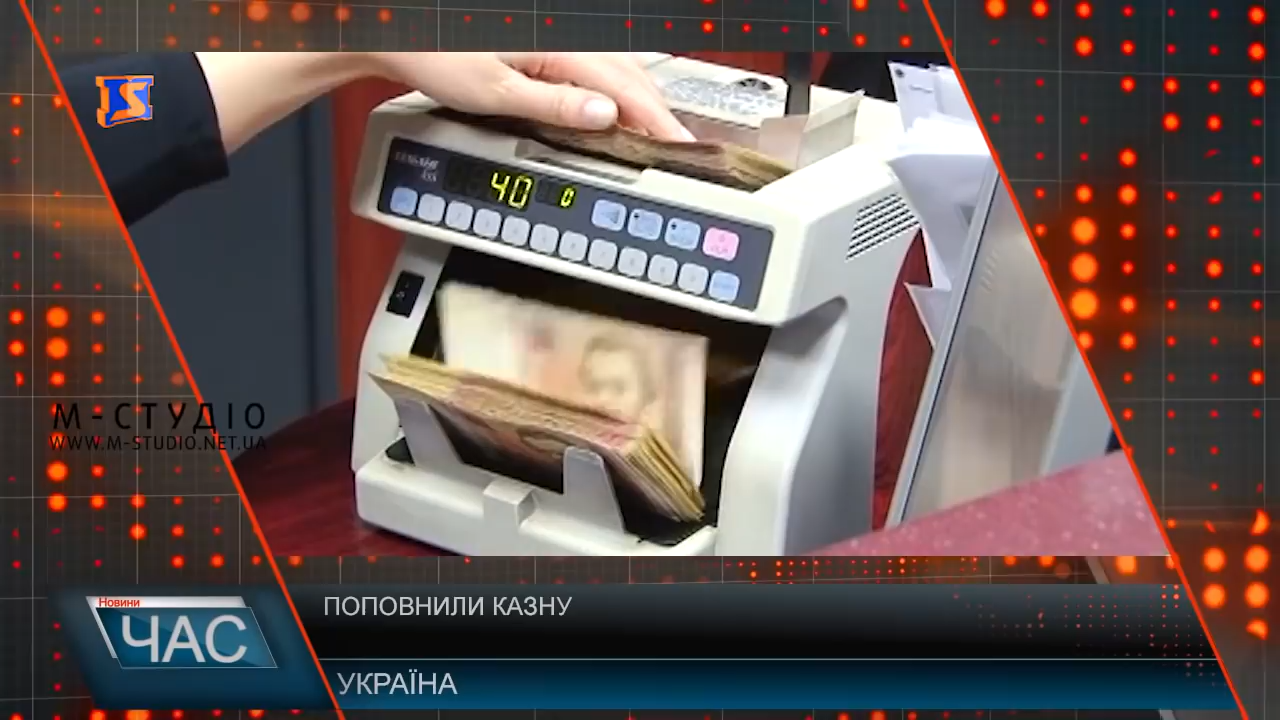 40 0
М-СТУДІО
WWW.M-STUDIO.NET.UA
Новини
ЧАС
ПОПОВНИЛИ КАЗНУ
УКРАЇНА